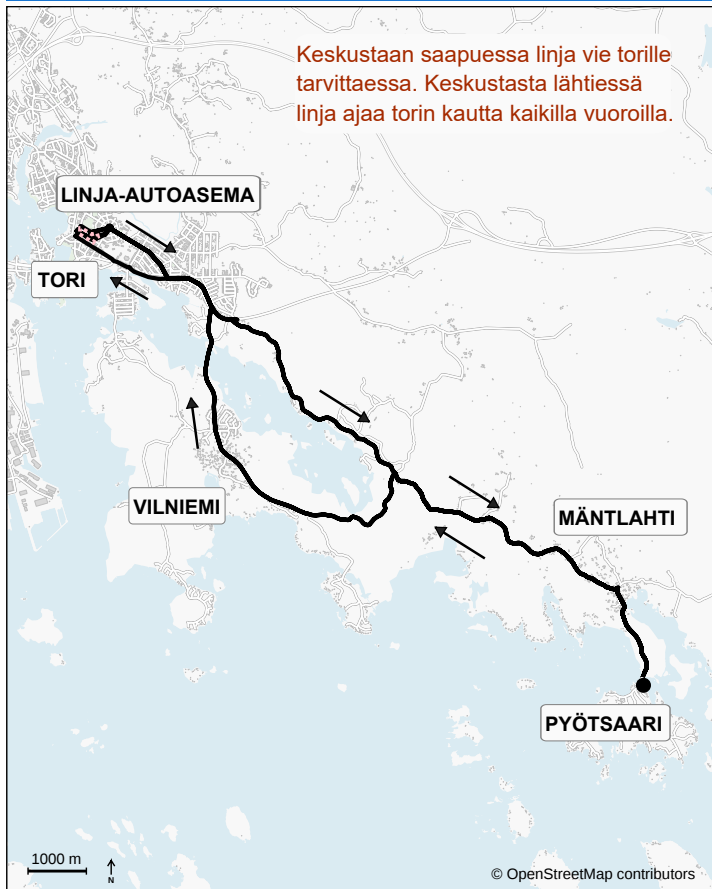 Keskustaan saapuessa linja vie torille
tarvittaessa. Keskustasta lähtiessä
linja ajaa torin kautta kaikilla vuoroilla.
LINJA-AUTOASEMA
TORI
VILNIEMI
MÄNTLAHTI
PYÖTSAARI
1000 m
N
© OpenStreetMap contributors